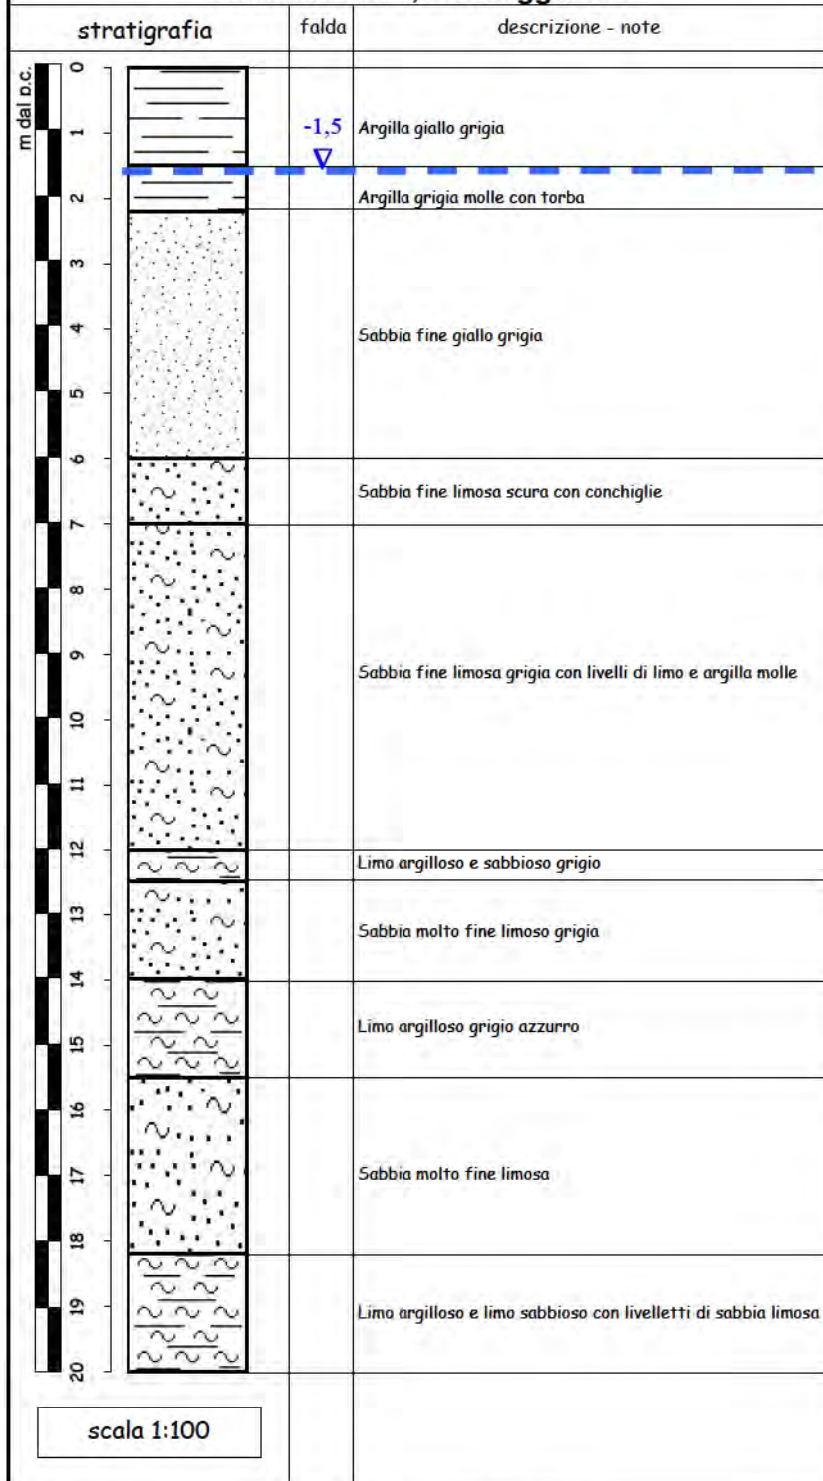 stratigrafia falda descrizione - note
m dal p.c.
0
1
-1,5
Argilla giallo grigia
2
Argilla grigia molle con torba
3
4
Sabbia fine giallo grigia
5
6
Sabbia fine limosa scura con conchiglie
7
8
9
Sabbia fine limosa grigia con livelli di limo e argilla molle
10
11
12
Limo argilloso e sabbioso grigio
13
Sabbia molto fine limoso grigia
14
Limo argilloso grigio azzurro
15
16
17
Sabbia molto fine limosa
18
19
Limo argilloso e limo sabbioso con livelletti di sabbia limosa
20
scala 1:100